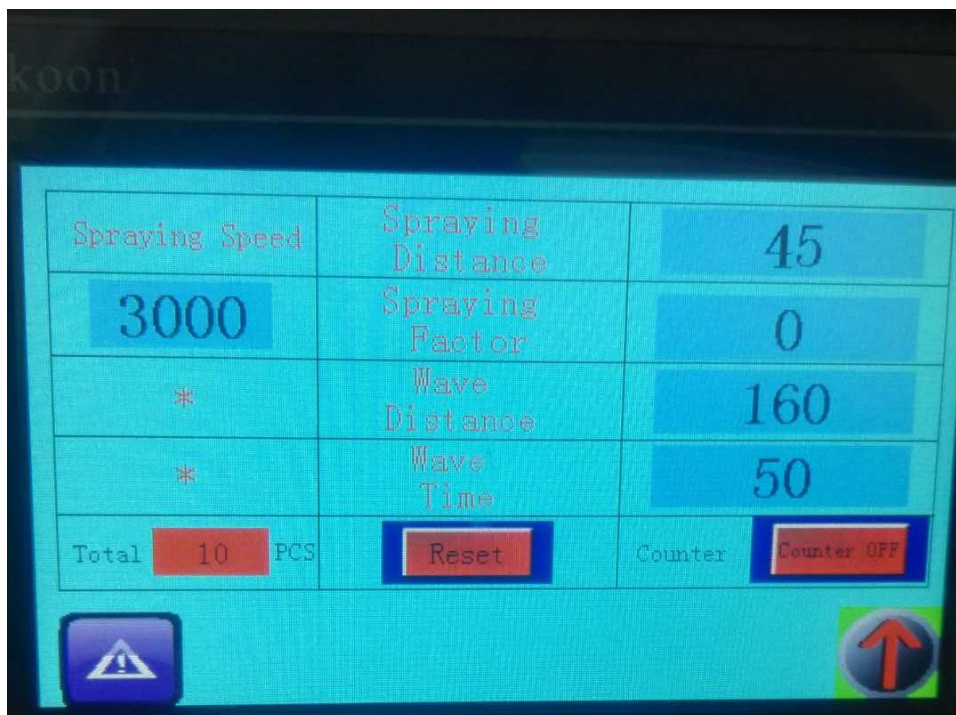 koon
Spraying Speed
Spraying
Distance
45
3000
Spraying
Factor
0
*
Wave
Distance
160
*
Wave
Time
50
Total 10 PCS
Reset
Counter
Counter OFF